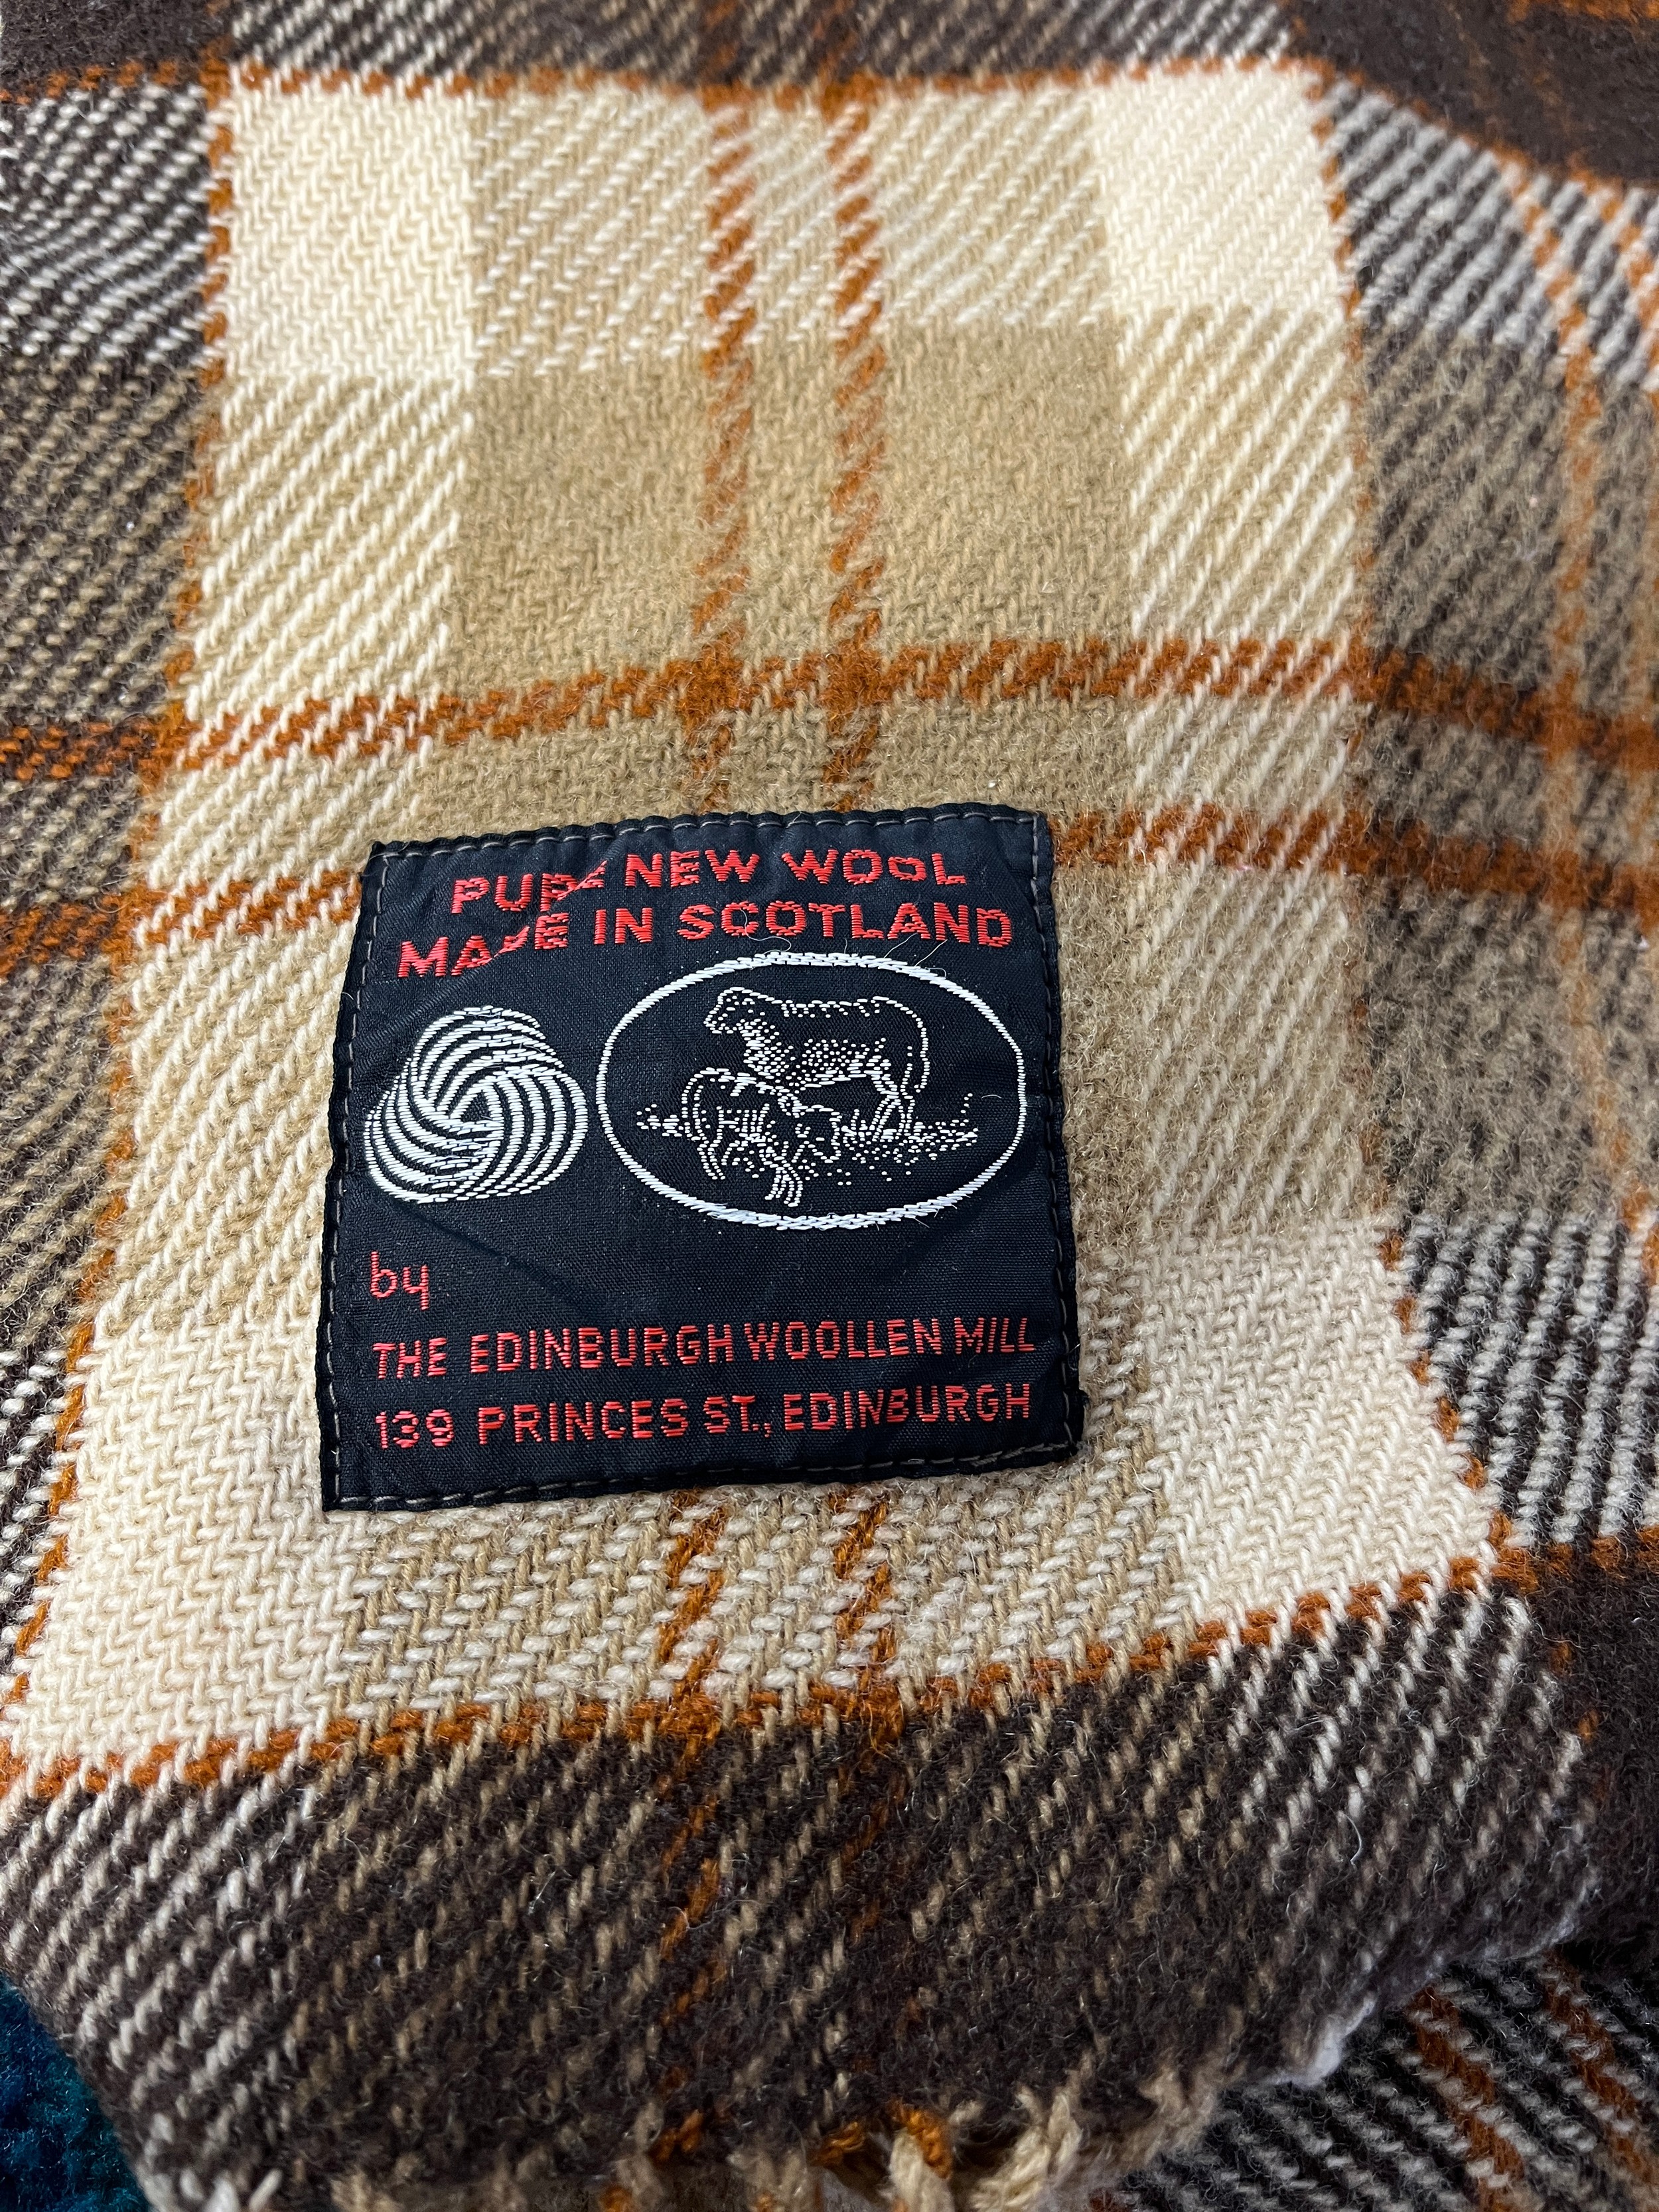 PURE NEW WOOL
MADE IN SCOTLAND
by
THE EDINBURGH WOOLLEN MILL
139 PRINCES ST., EDINBURGH